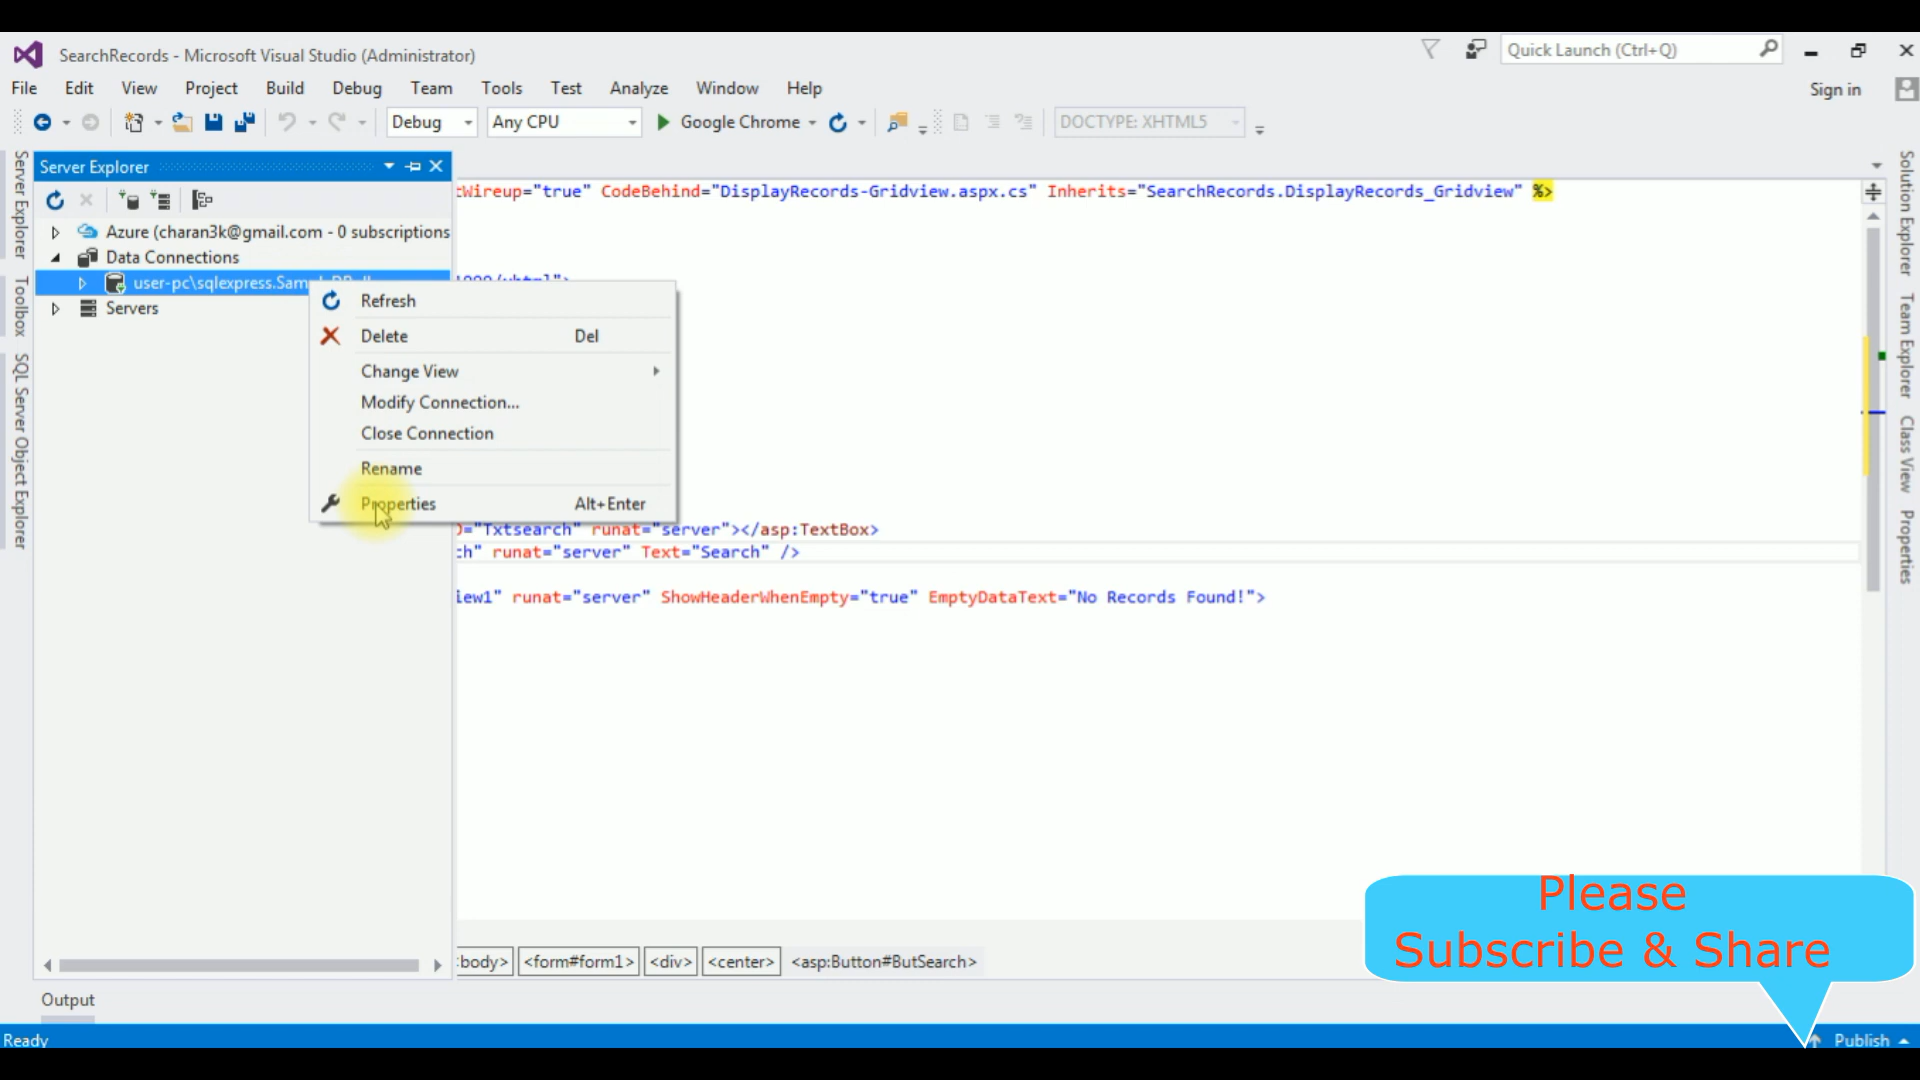 SearchRecords - Microsoft Visual Studio (Administrator)
Quick Launch (Ctrl+Q)
File Edit View Project Build Debug Team Tools Test Analyze Window Help
Sign in
Debug Any CPU Google Chrome DOCTYPE: XHTML5
Server Explorer
Server Explorer
Toolbox
SQL Server Object Explorer
Azure (charan3k@gmail.com - 0 subscriptions
Data Connections
user-pc\sqlexpress.Sam
Servers
Refresh
Delete Del
Change View
Modify Connection...
Close Connection
Rename
Properties Alt+Enter
tWireup="true" CodeBehind="DisplayRecords-Gridview.aspx.cs" Inherits="SearchRecords.DisplayRecords_Gridview" %>
="Txtsearch" runat="server"></asp:TextBox>
ch" runat="server" Text="Search" />
iew1" runat="server" ShowHeaderWhenEmpty="true" EmptyDataText="No Records Found!">
Solution Explorer
Team Explorer
Class View
Properties
body> <form#form1> <div> <center> <asp:Button#ButSearch>
Output
Ready
Publish
Please
Subscribe & Share